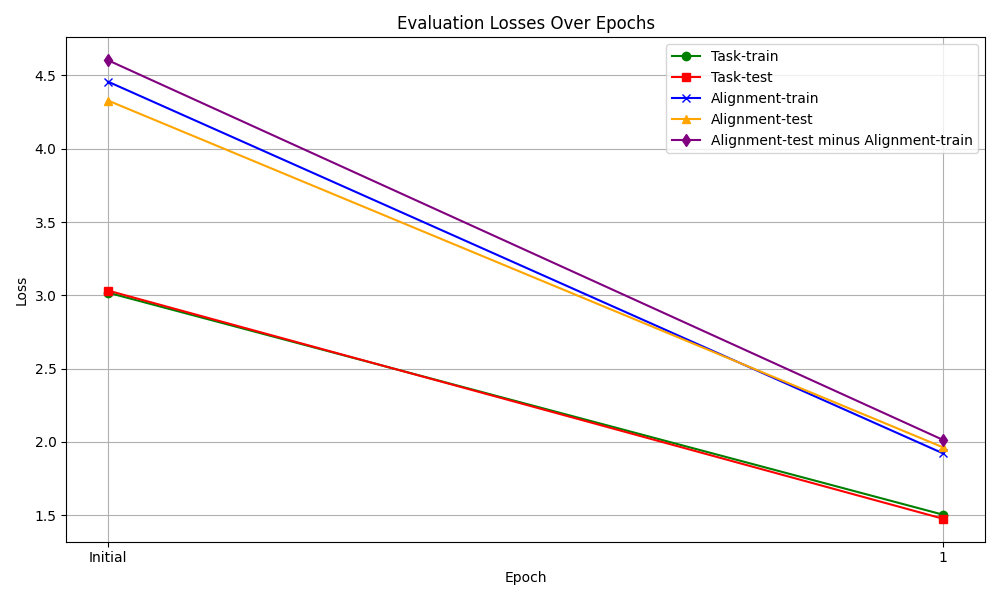 Evaluation Losses Over Epochs
Task-train
Task-test
Alignment-train
Alignment-test
Alignment-test minus Alignment-train
Loss
4.5
4.0
3.5
3.0
2.5
2.0
1.5
Initial
1
Epoch